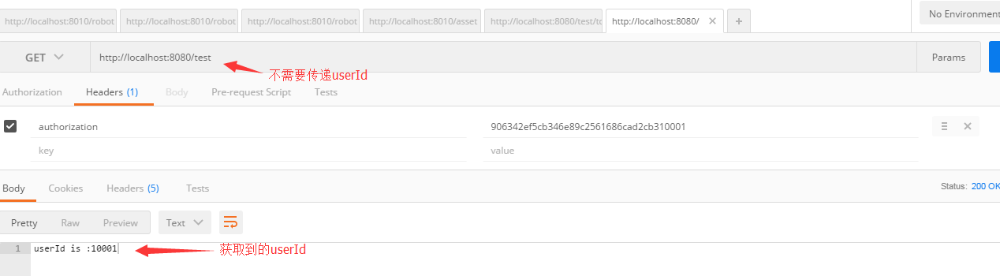 http://localhost:8010/robot
http://localhost:8010/robot
http://localhost:8010/robot
http://localhost:8010/asset
http://localhost:8080/test/to
http://localhost:8080/
No Environment
GET
http://localhost:8080/test
Params
不需要传递userId
Authorization
Headers (1)
Body
Pre-request Script
Tests
authorization
906342ef5cb346e89c2561686cad2cb310001
key
value
Body
Cookies
Headers (5)
Tests
Status: 200 OK
Pretty
Raw
Preview
Text
1
userId is :10001
获取到的userId